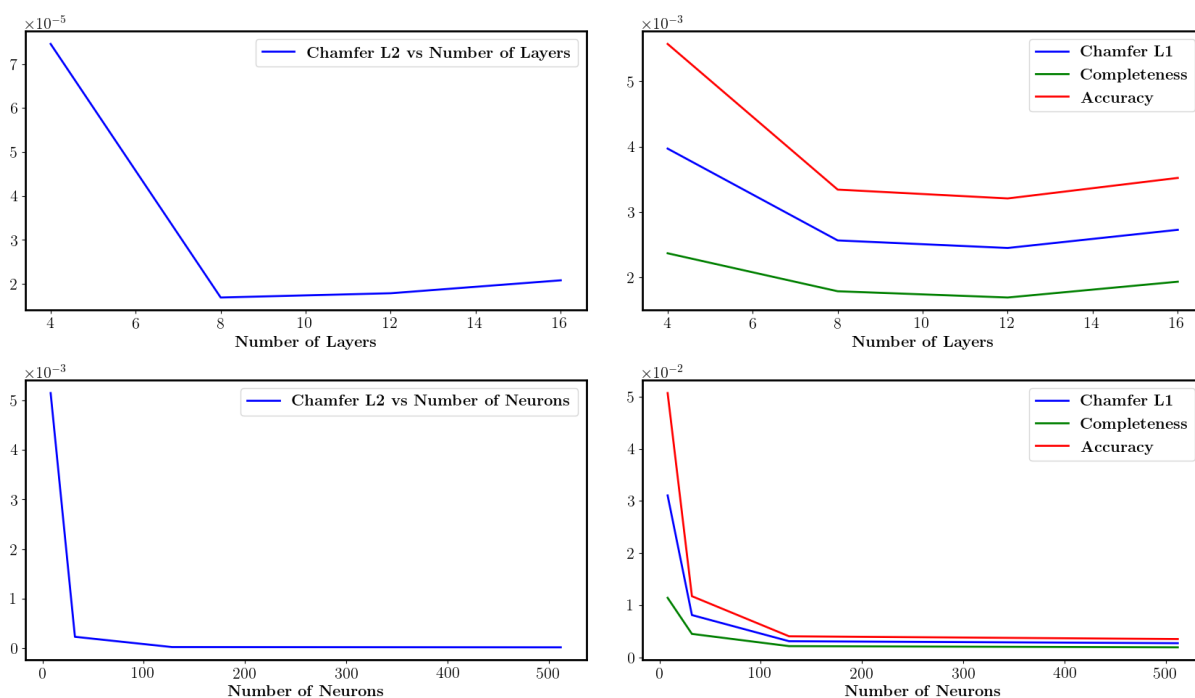 ×10−5
Chamfer L2 vs Number of Layers
7
6
5
4
3
2
4 6 8 10 12 14 16
Number of Layers
×10−3
Chamfer L1
Completeness
Accuracy
5
4
3
2
4 6 8 10 12 14 16
Number of Layers
×10−3
Chamfer L2 vs Number of Neurons
5
4
3
2
1
0
0 100 200 300 400 500
Number of Neurons
×10−2
Chamfer L1
Completeness
Accuracy
5
4
3
2
1
0
0 100 200 300 400 500
Number of Neurons